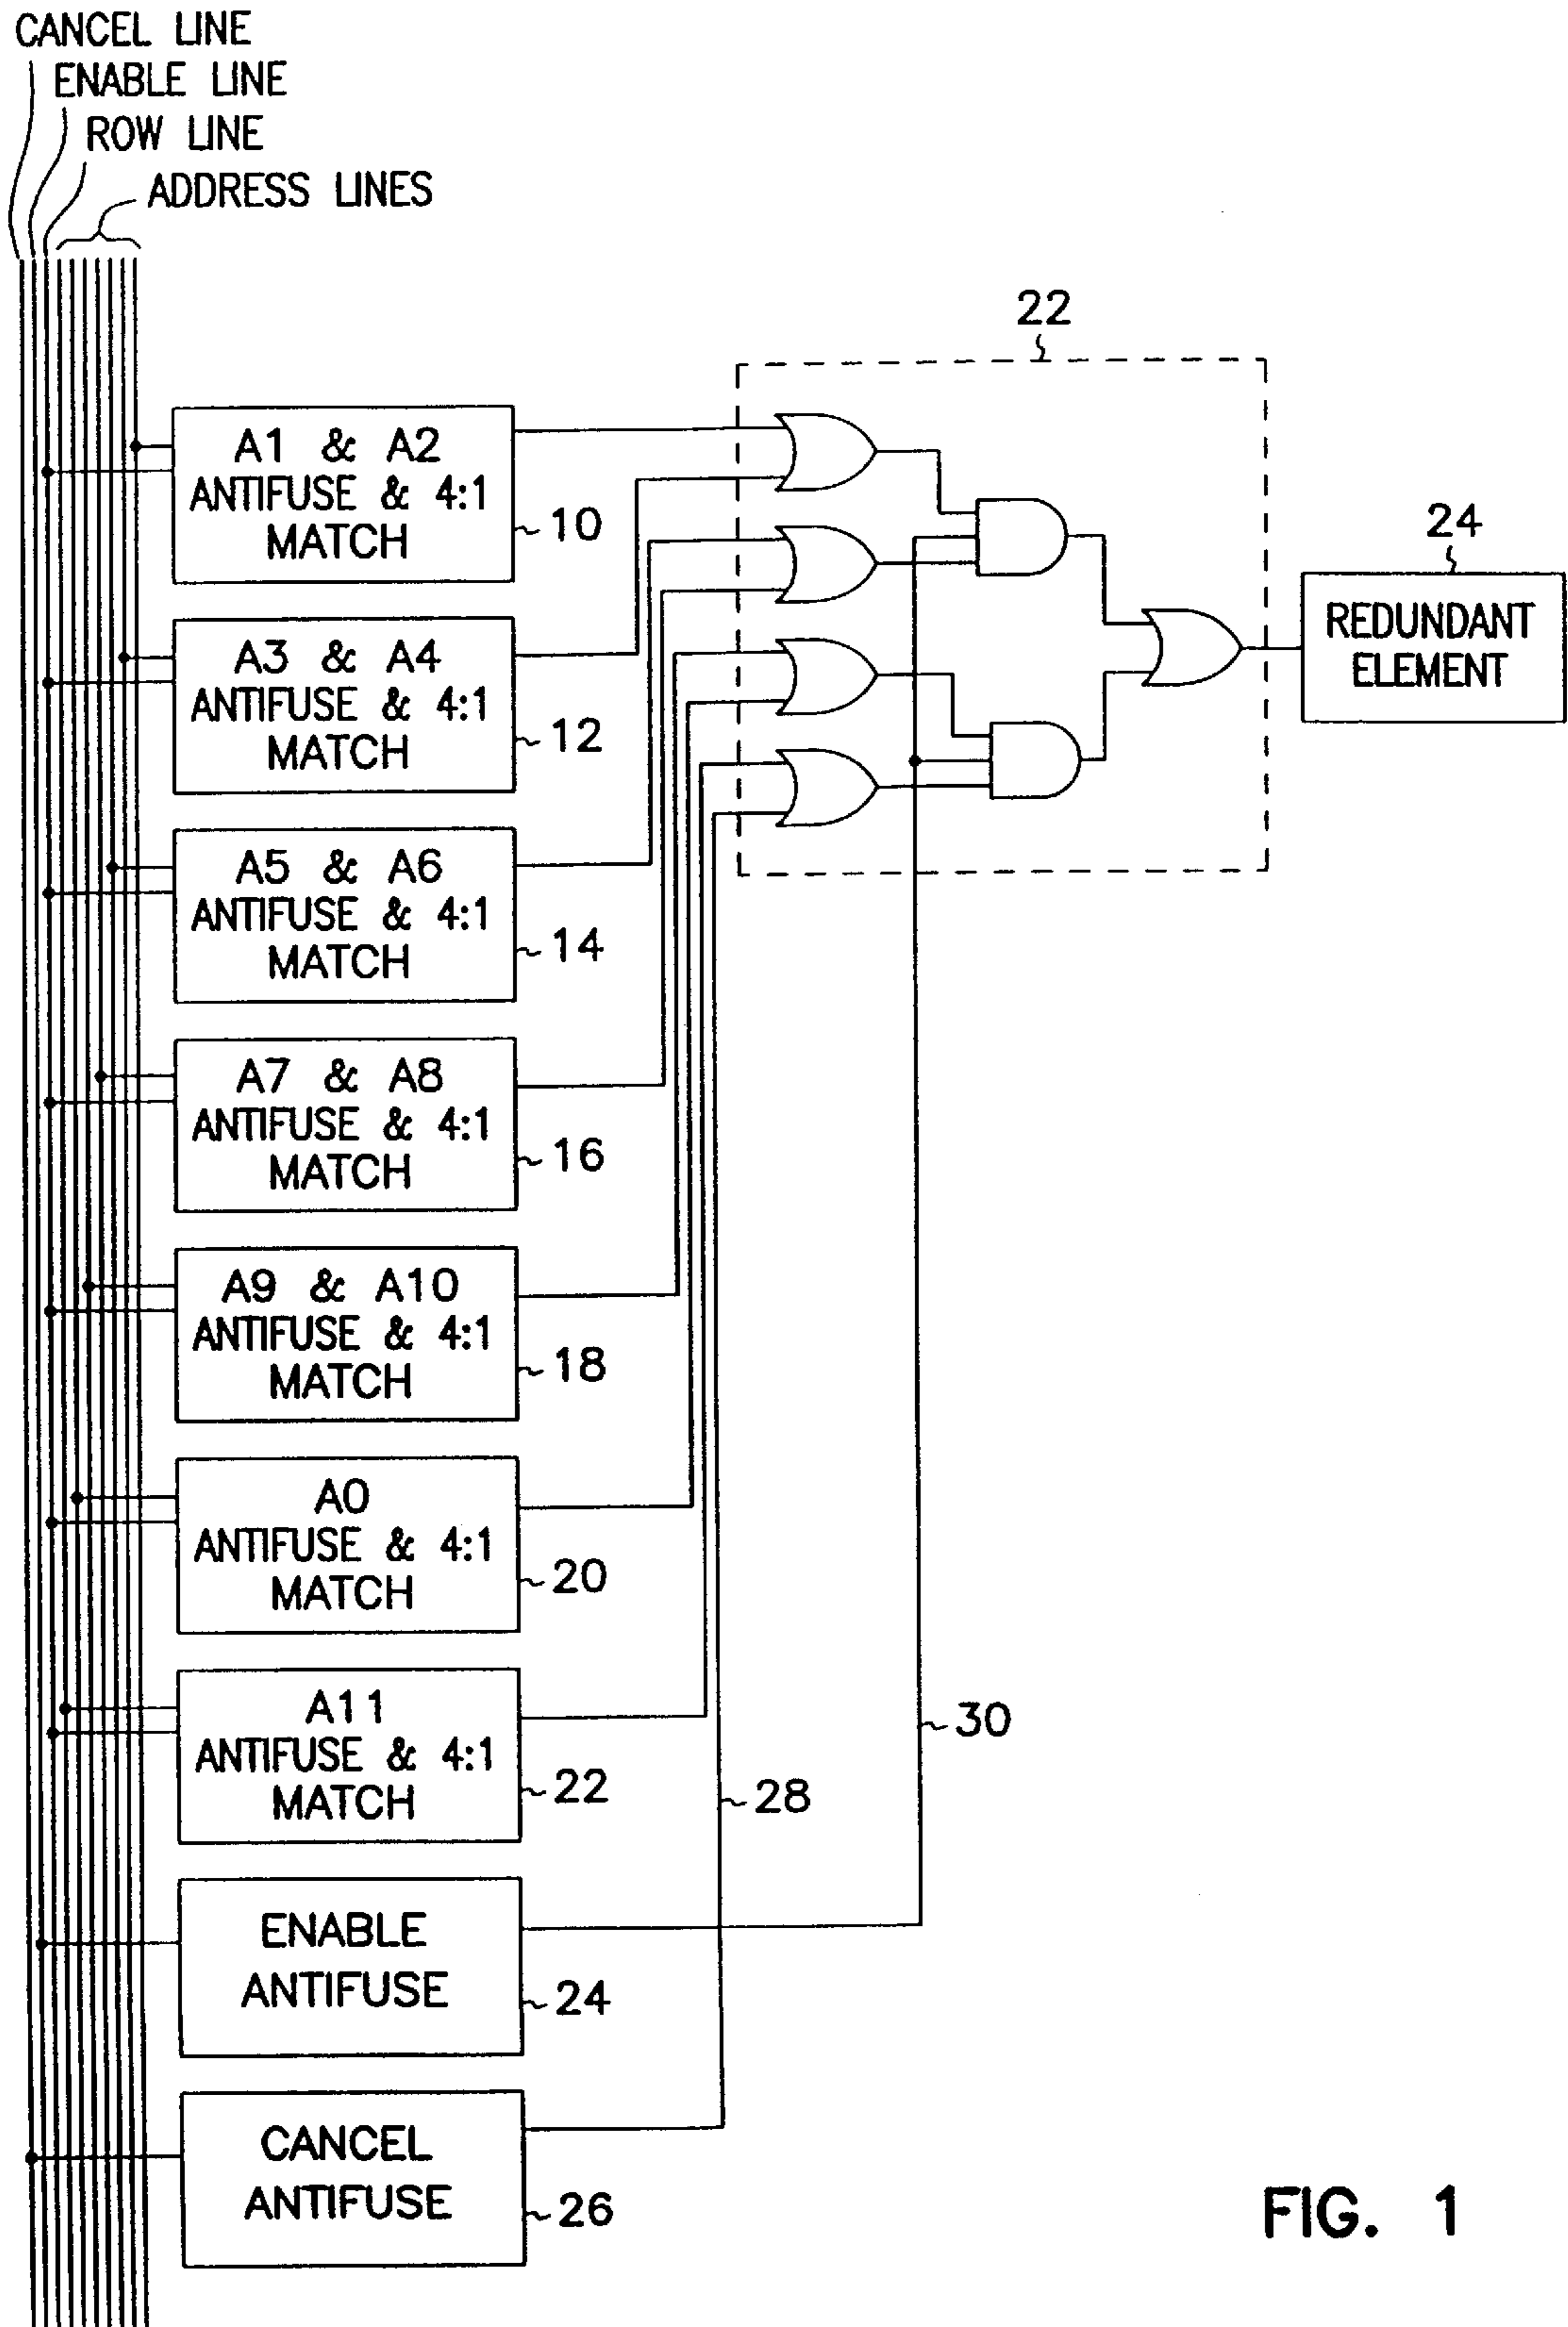 CANCEL LINE
ENABLE LINE
ROW LINE
ADDRESS LINES
22
A1 & A2
ANTIFUSE & 4:1
MATCH
10
24
REDUNDANT
ELEMENT
A3 & A4
ANTIFUSE & 4:1
MATCH
12
A5 & A6
ANTIFUSE & 4:1
MATCH
14
A7 & A8
ANTIFUSE & 4:1
MATCH
16
A9 & A10
ANTIFUSE & 4:1
MATCH
18
A0
ANTIFUSE & 4:1
MATCH
20
A11
ANTIFUSE & 4:1
MATCH
22
30
28
ENABLE
ANTIFUSE
24
CANCEL
ANTIFUSE
26
FIG. 1